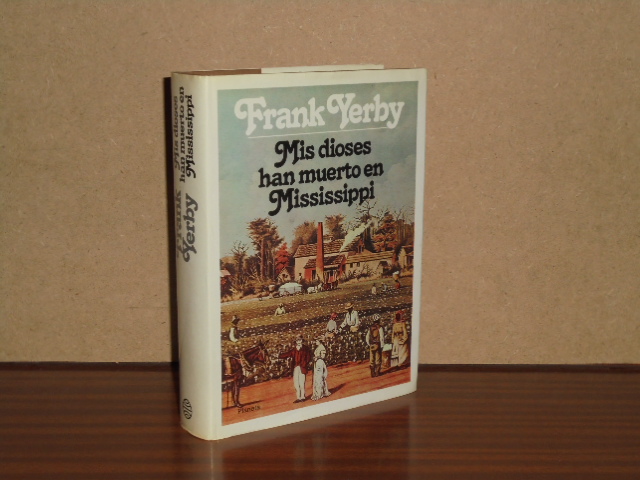 Frank Yerby
Mis dioses
han muerto en
Mississippi
Frank
Yerby
Mis dioses
han muerto en
Mississippi